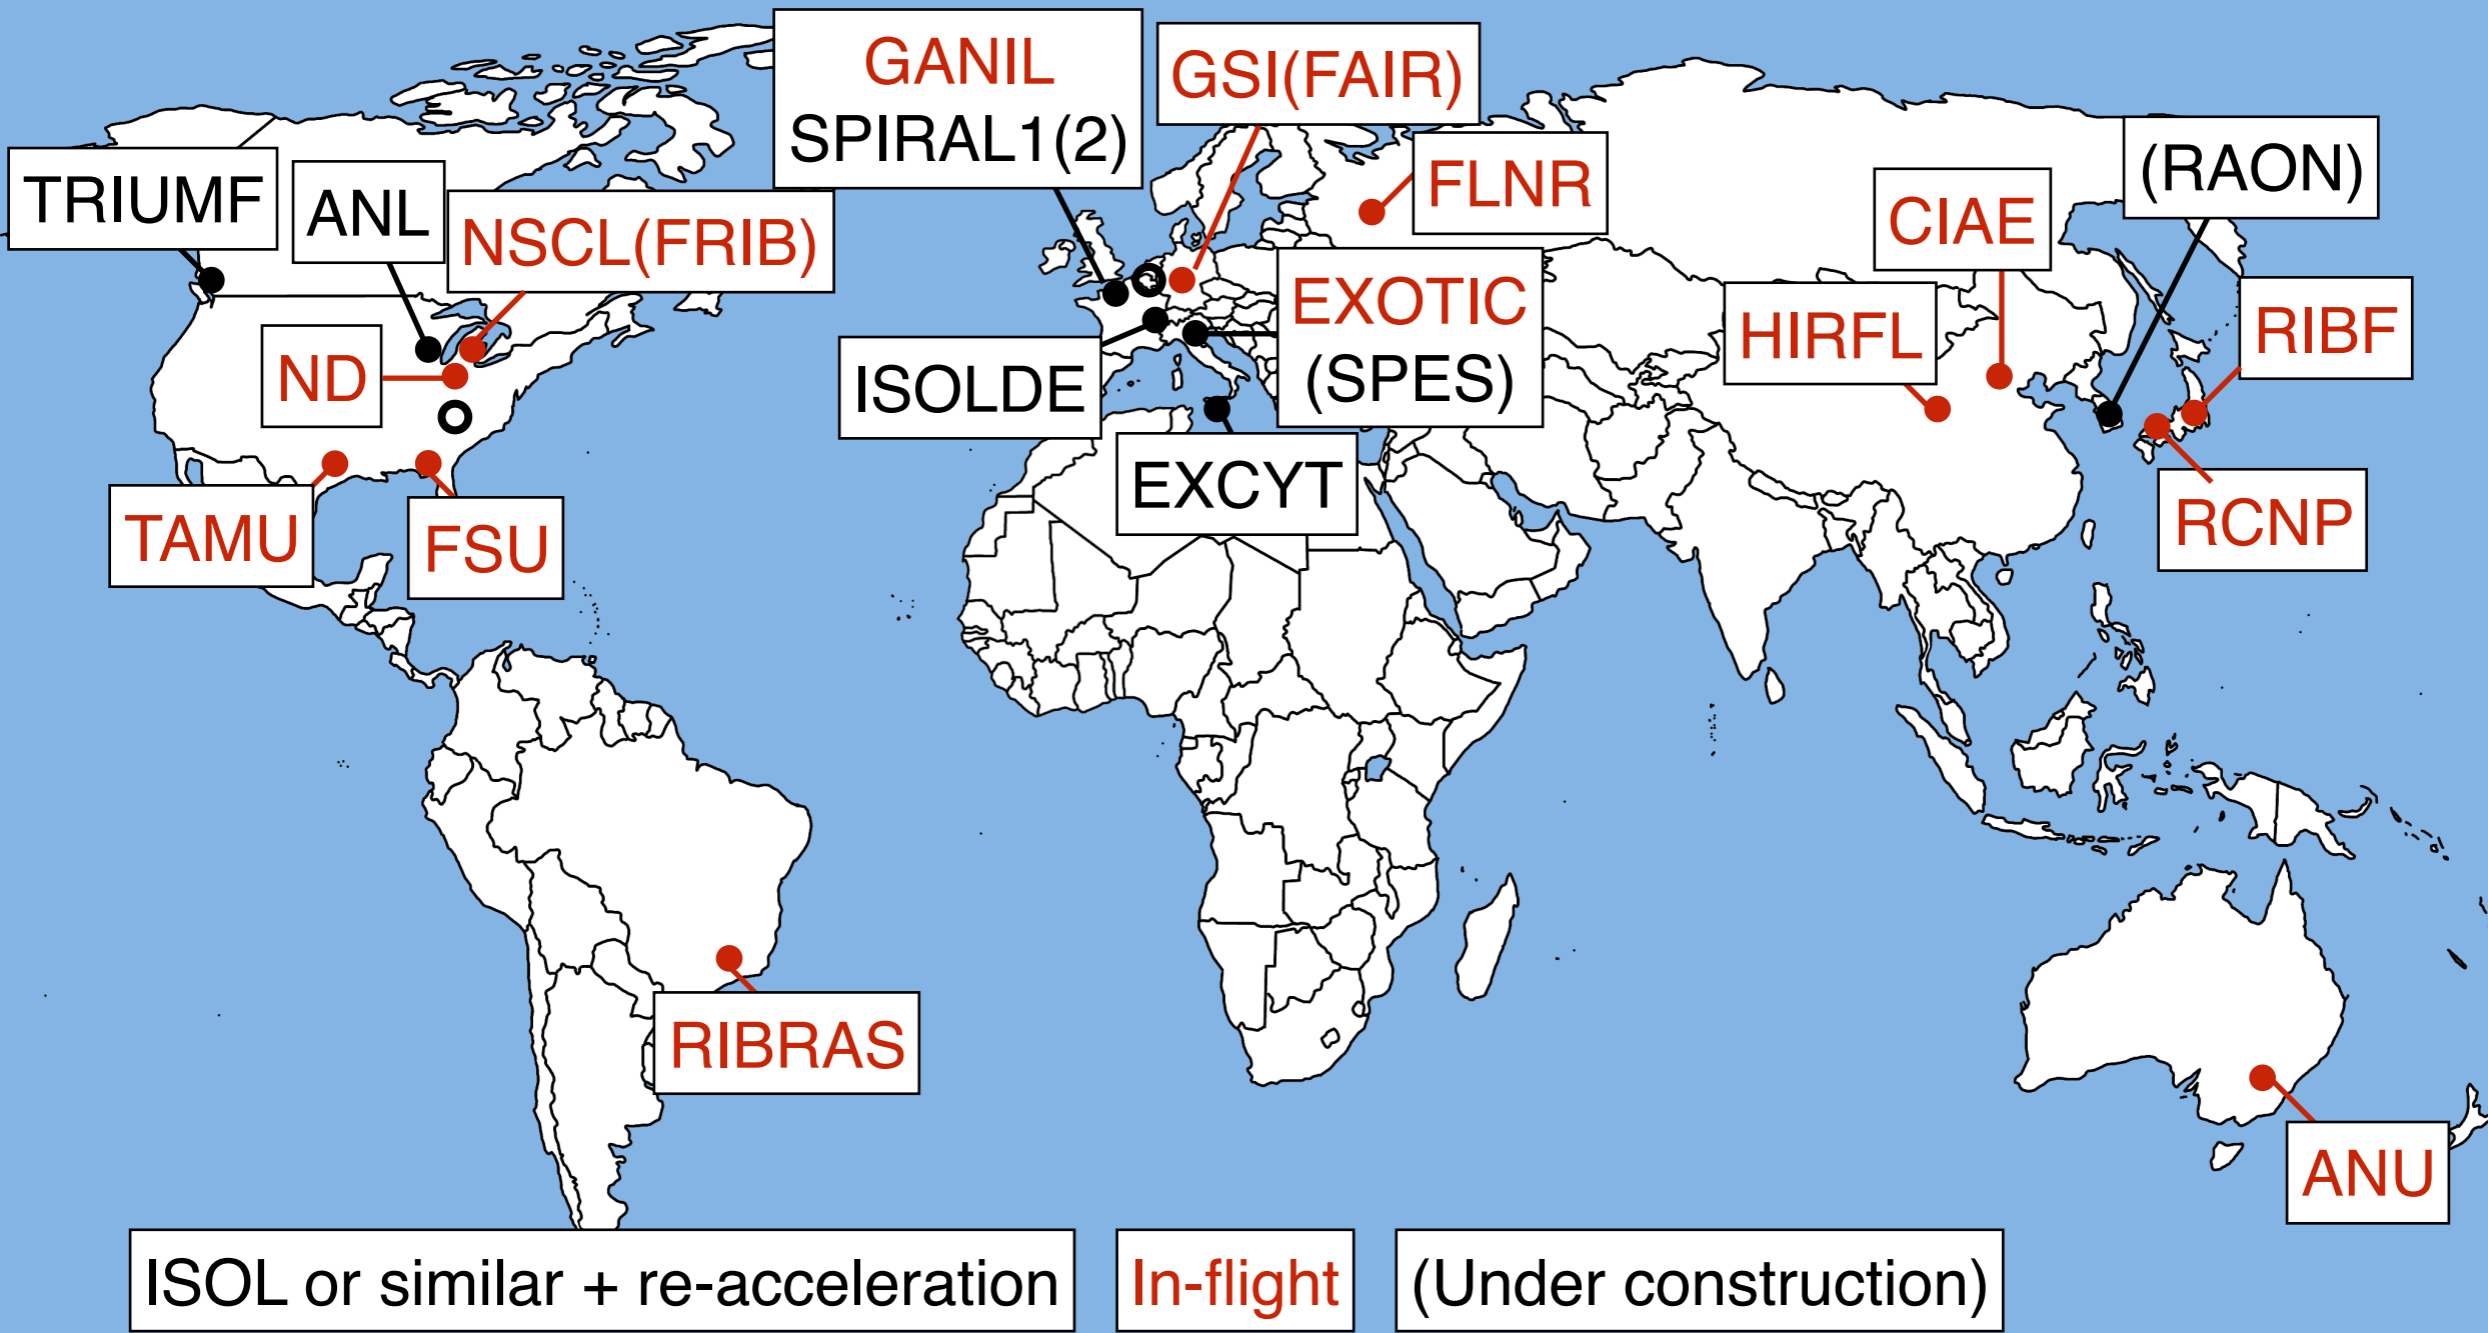 GANIL
SPIRAL1(2)
GSI(FAIR)
TRIUMF
ANL
NSCL(FRIB)
FLNR
(RAON)
CIAE
EXOTIC
(SPES)
HIRFL
RIBF
ND
ISOLDE
EXCYT
TAMU
FSU
RCNP
RIBRAS
ANU
ISOL or similar + re-acceleration
In-flight
(Under construction)